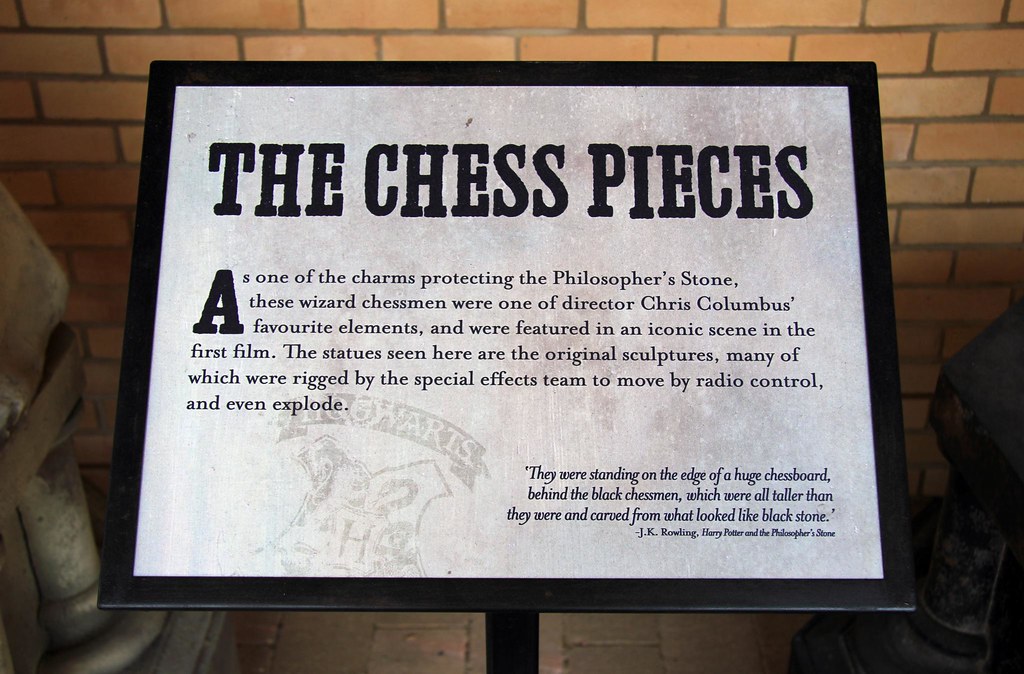 THE CHESS PIECES
As one of the charms protecting the Philosopher's Stone,
these wizard chessmen were one of director Chris Columbus'
favourite elements, and were featured in an iconic scene in the
first film. The statues seen here are the original sculptures, many of
which were rigged by the special effects team to move by radio control,
and even explode.
HOGWARTS
H
'They were standing on the edge of a huge chessboard,
behind the black chessmen, which were all taller than
they were and carved from what looked like black stone.'
-J.K. Rowling, Harry Potter and the Philosopher's Stone